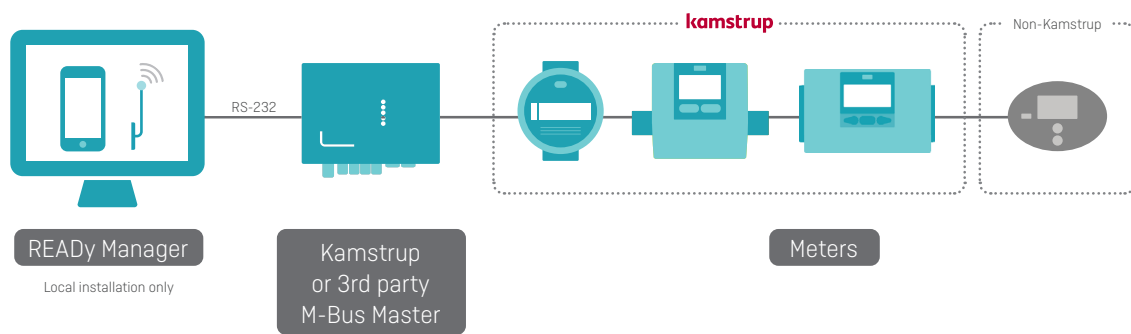 kamstrup
Non-Kamstrup
RS-232
READy Manager
Local installation only
Kamstrup
or 3rd party
M-Bus Master
Meters